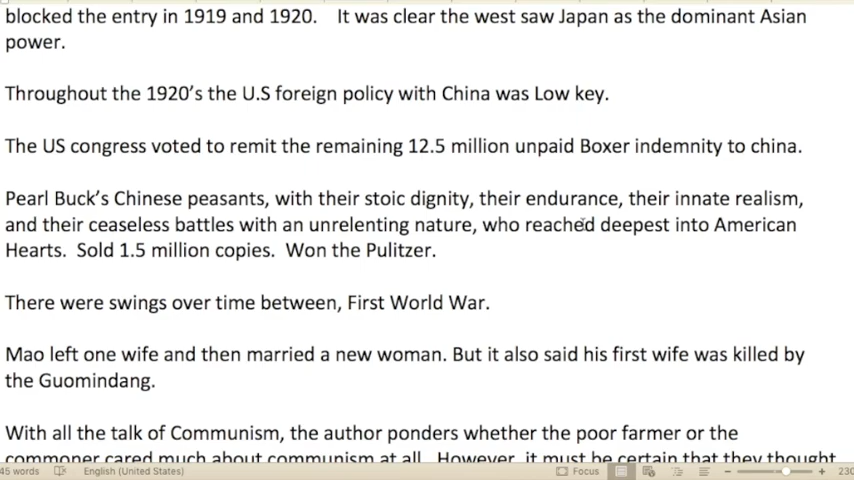 blocked the entry in 1919 and 1920.   It was clear the west saw Japan as the dominant Asian
power.
Throughout the 1920's the U.S foreign policy with China was Low key.
The US congress voted to remit the remaining 12.5 million unpaid Boxer indemnity to china.
Pearl Buck's Chinese peasants, with their stoic dignity, their endurance, their innate realism,
and their ceaseless battles with an unrelenting nature, who reached deepest into American
Hearts.  Sold 1.5 million copies.  Won the Pulitzer.
There were swings over time between, First World War.
Mao left one wife and then married a new woman. But it also said his first wife was killed by
the Guomindang.
With all the talk of Communism, the author ponders whether the poor farmer or the
commoner cared much about communism at all.  However, it must be certain that they thought
45 words English (United States) Focus 230